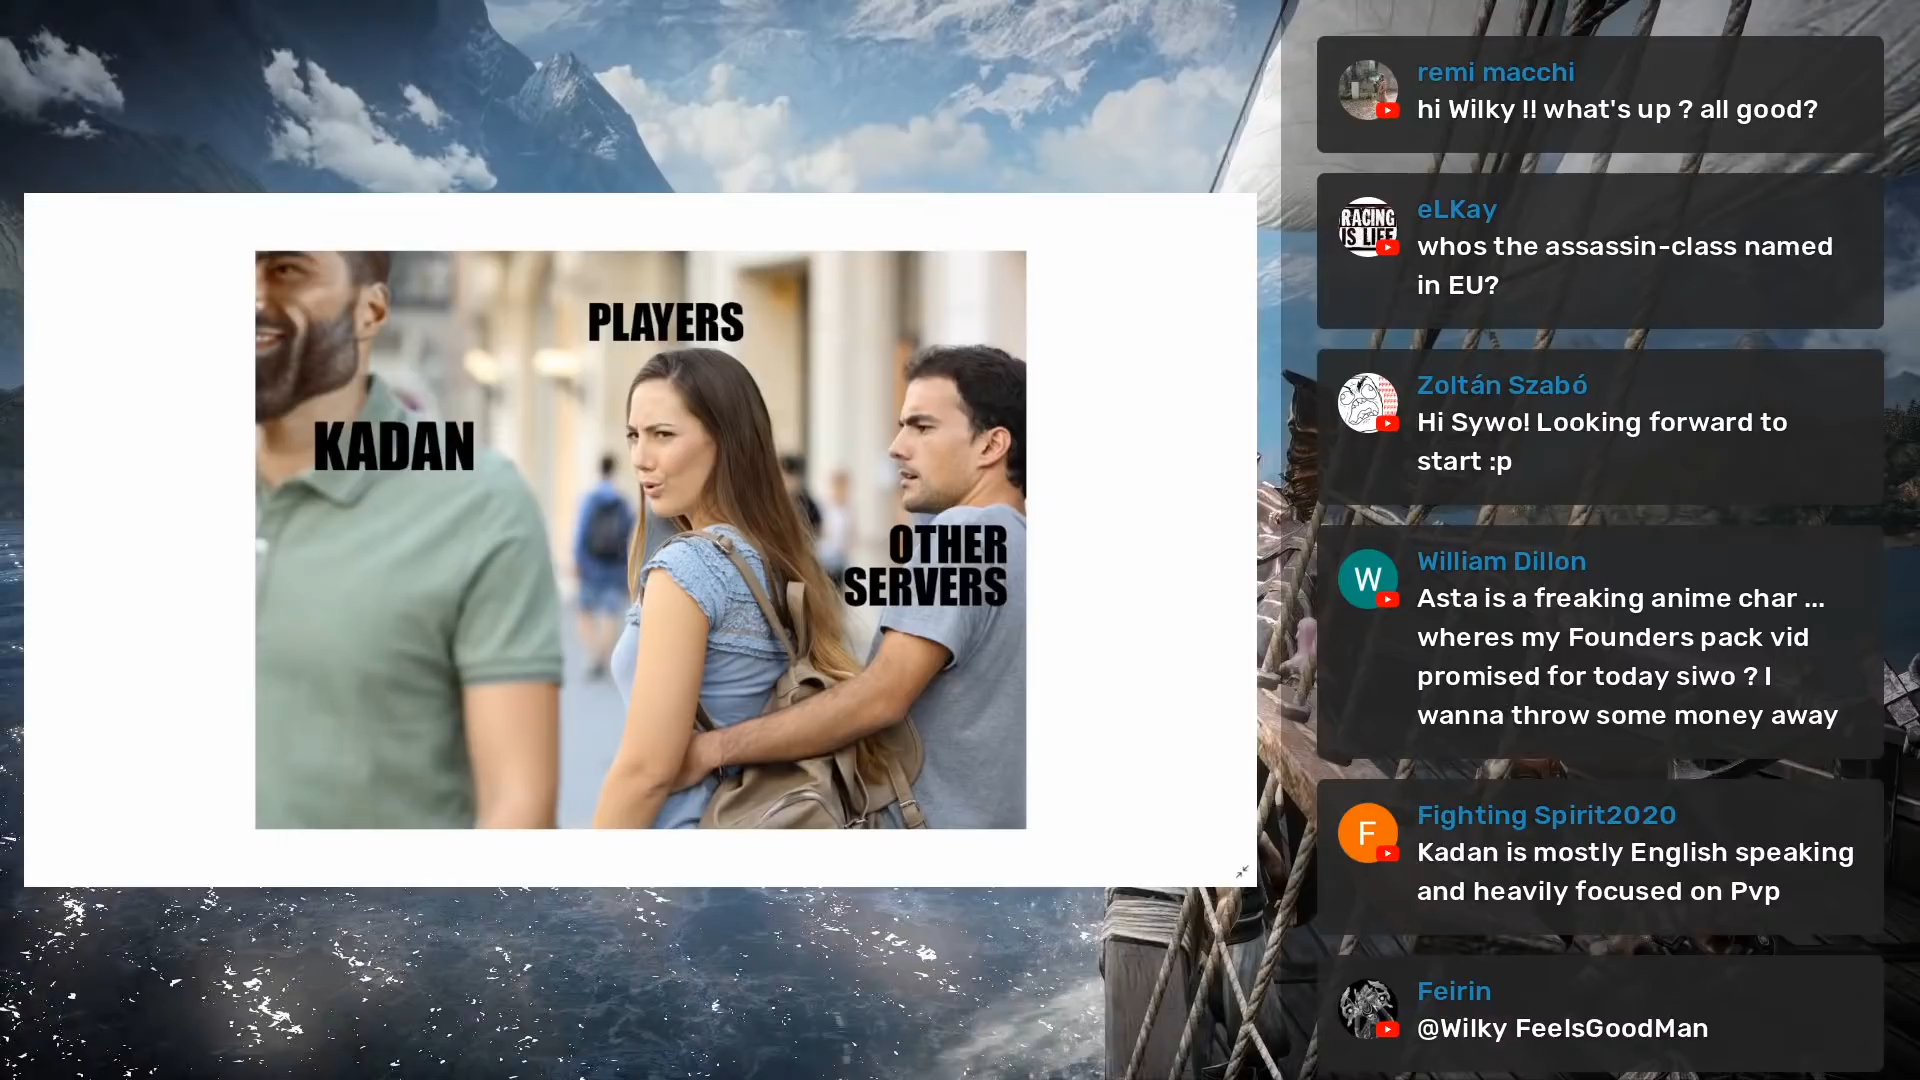 PLAYERS
KADAN
OTHER
SERVERS
remi macchi
hi Wilky !! what's up ? all good?
RACING
IS LIFE
eLKay
whos the assassin-class named
in EU?
Zoltán Szabó
Hi Sywo! Looking forward to
start :p
W
William Dillon
Asta is a freaking anime char ...
wheres my Founders pack vid
promised for today siwo ? I
wanna throw some money away
F
Fighting Spirit2020
Kadan is mostly English speaking
and heavily focused on Pvp
Feirin
@Wilky FeelsGoodMan